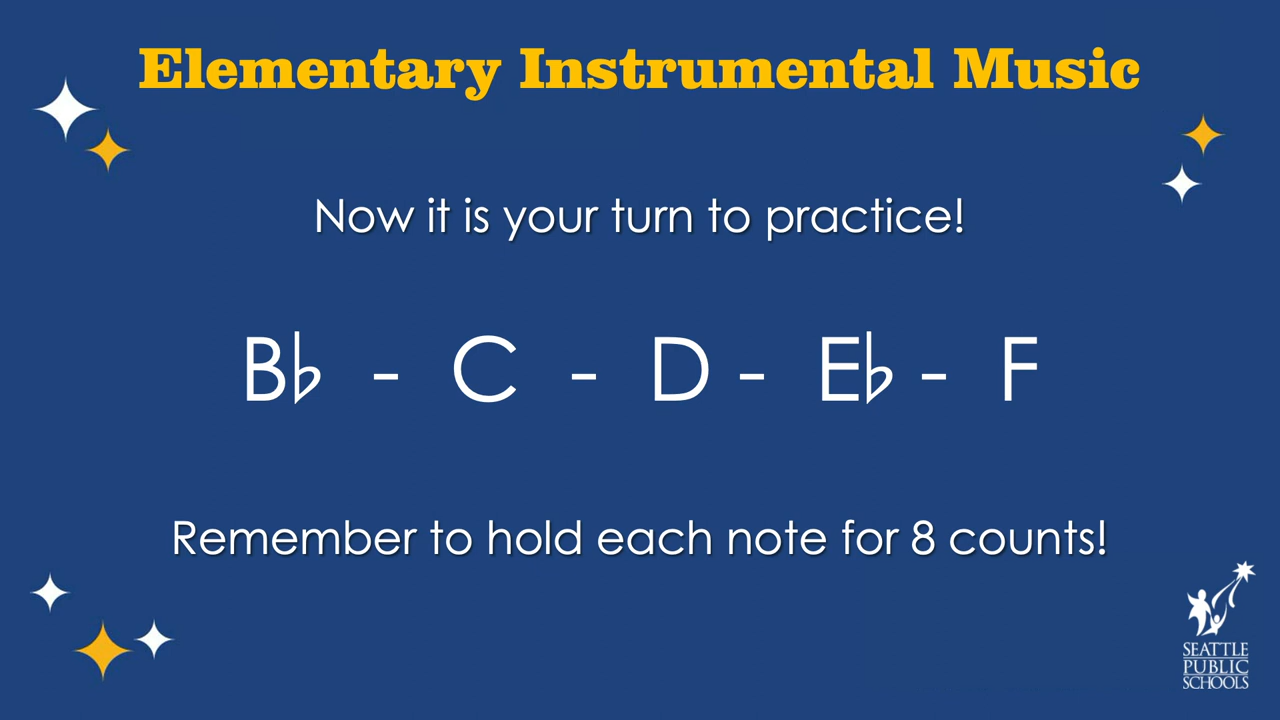 Elementary Instrumental Music
Now it is your turn to practice!
B♭ - C - D - E♭ - F
Remember to hold each note for 8 counts!
SEATTLE
PUBLIC
SCHOOLS